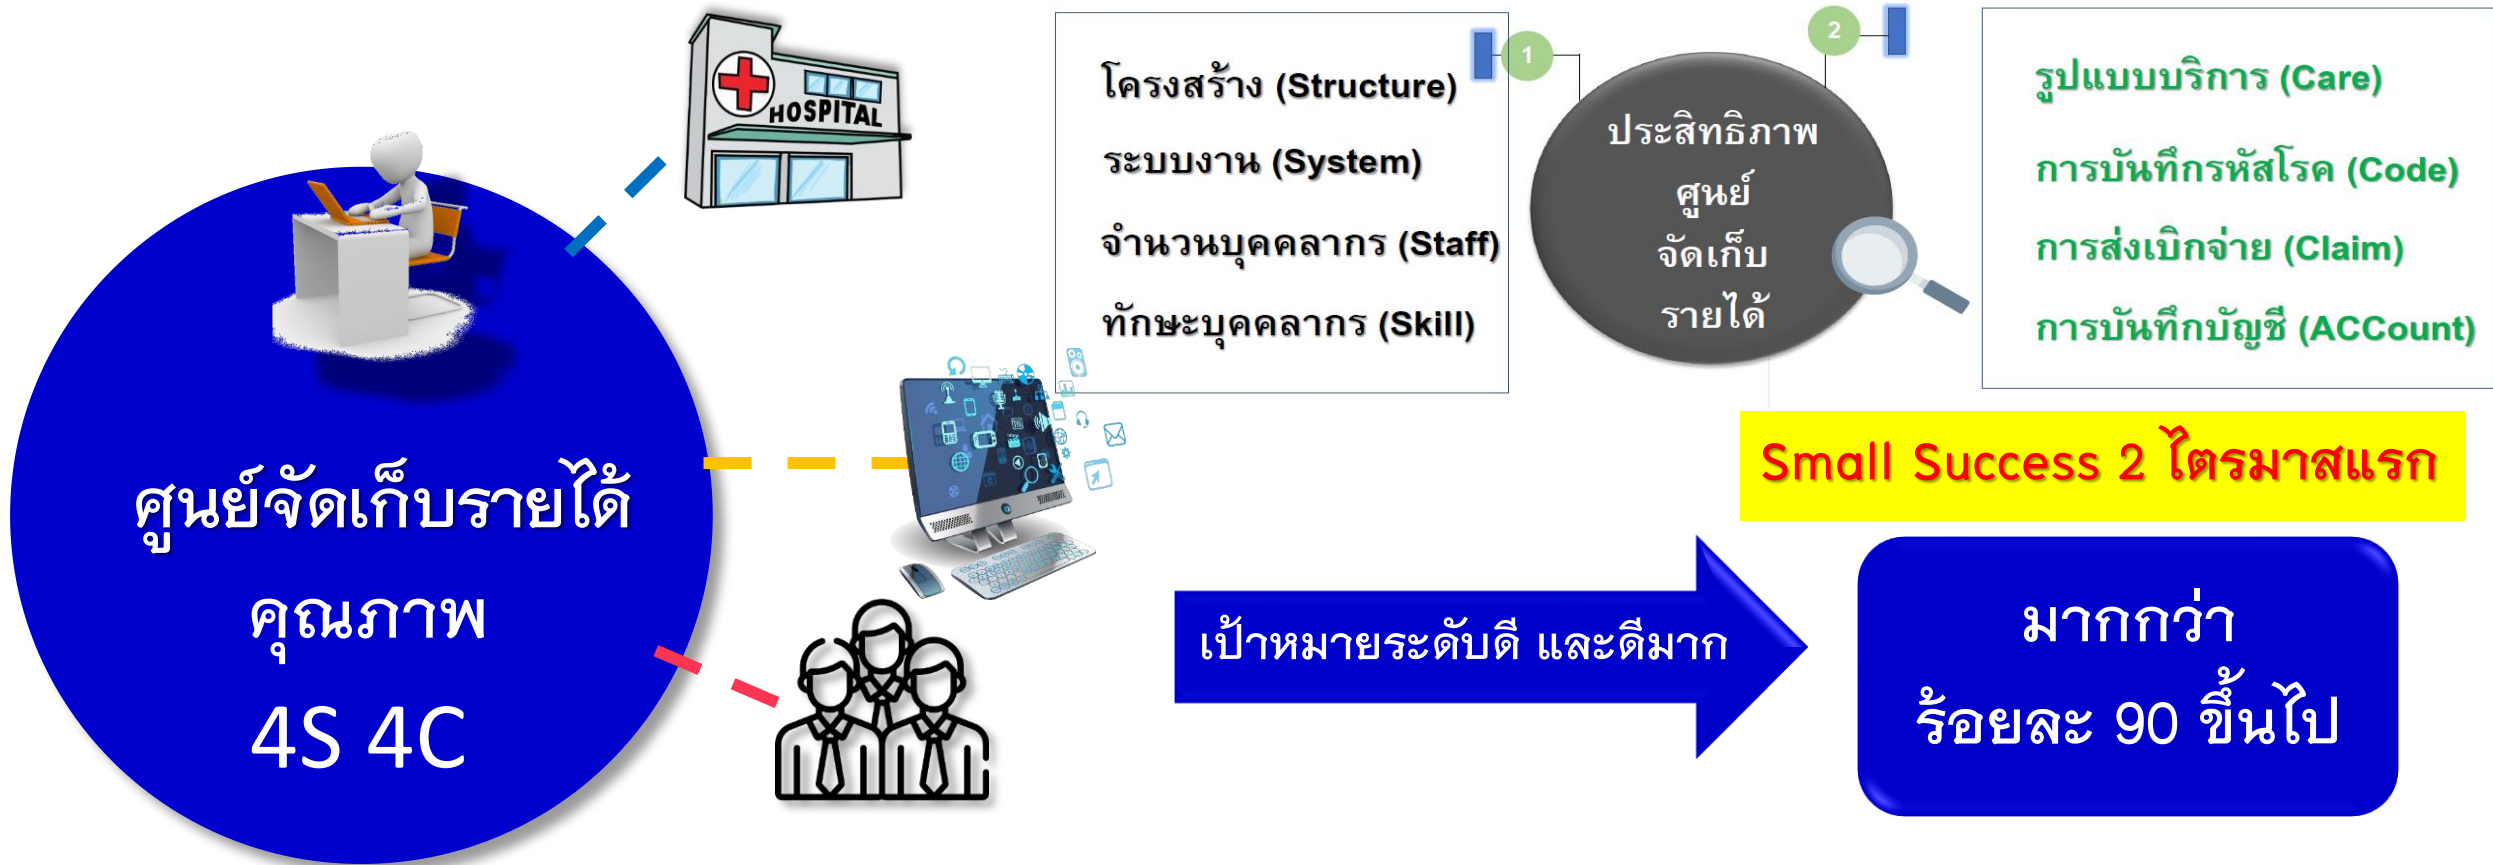 HOSPITAL
ศูนย์จัดเก็บรายได้
คุณภาพ
4S 4C
โครงสร้าง (Structure)
ระบบงาน (System)
จำนวนบุคคลากร (Staff)
ทักษะบุคคลากร (Skill)
1
2
ประสิทธิภาพ
ศูนย์
จัดเก็บ
รายได้
รูปแบบบริการ (Care)
การบันทึกรหัสโรค (Code)
การส่งเบิกจ่าย (Claim)
การบันทึกบัญชี (ACCount)
Small Success 2 ไตรมาสแรก
เป้าหมายระดับดี และดีมาก
มากกว่า
ร้อยละ 90 ขึ้นไป